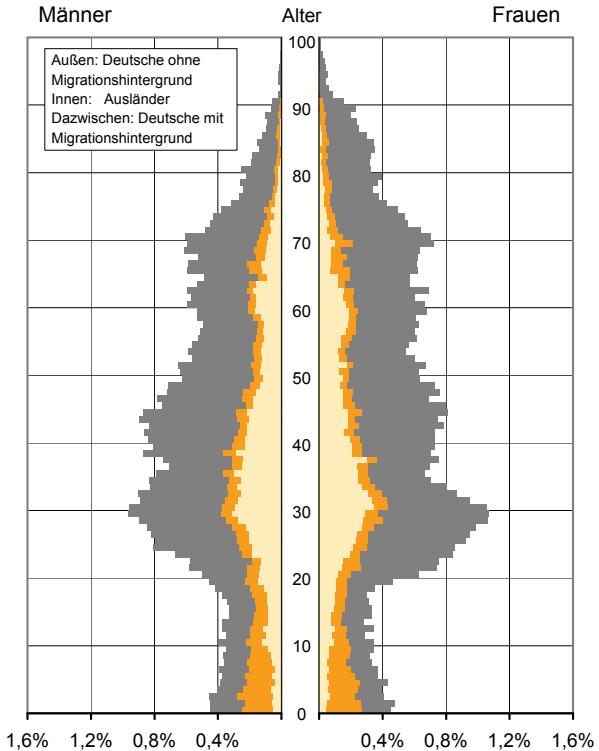 Männer Alter Frauen
100
Außen: Deutsche ohne
Migrationshintergrund
Innen: Ausländer
Dazwischen: Deutsche mit
Migrationshintergrund
90
80
70
60
50
40
30
20
10
0
1,6% 1,2% 0,8% 0,4% 0,4% 0,8% 1,2% 1,6%